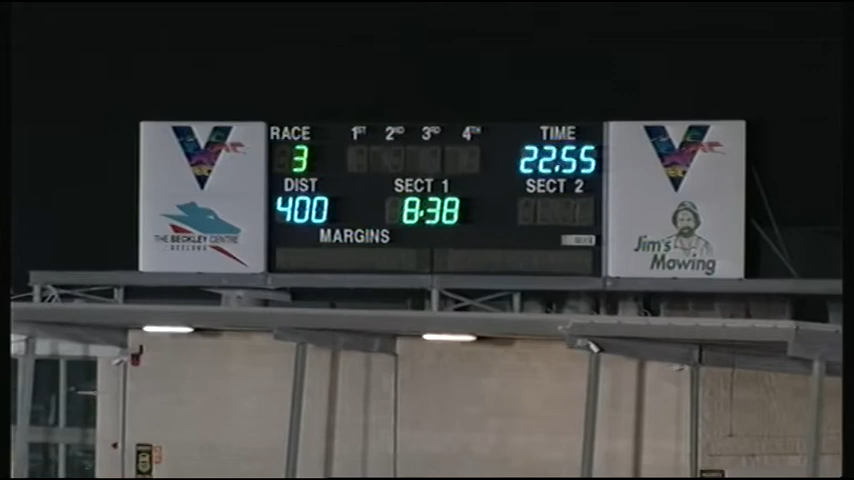 RACE 1ST 2ND 3RD 4TH TIME
3 22.55
DIST SECT 1 SECT 2
400 8:38
MARGINS
V
THE BECKLEY CENTRE
GEELONG
V
Jim's
Mowing